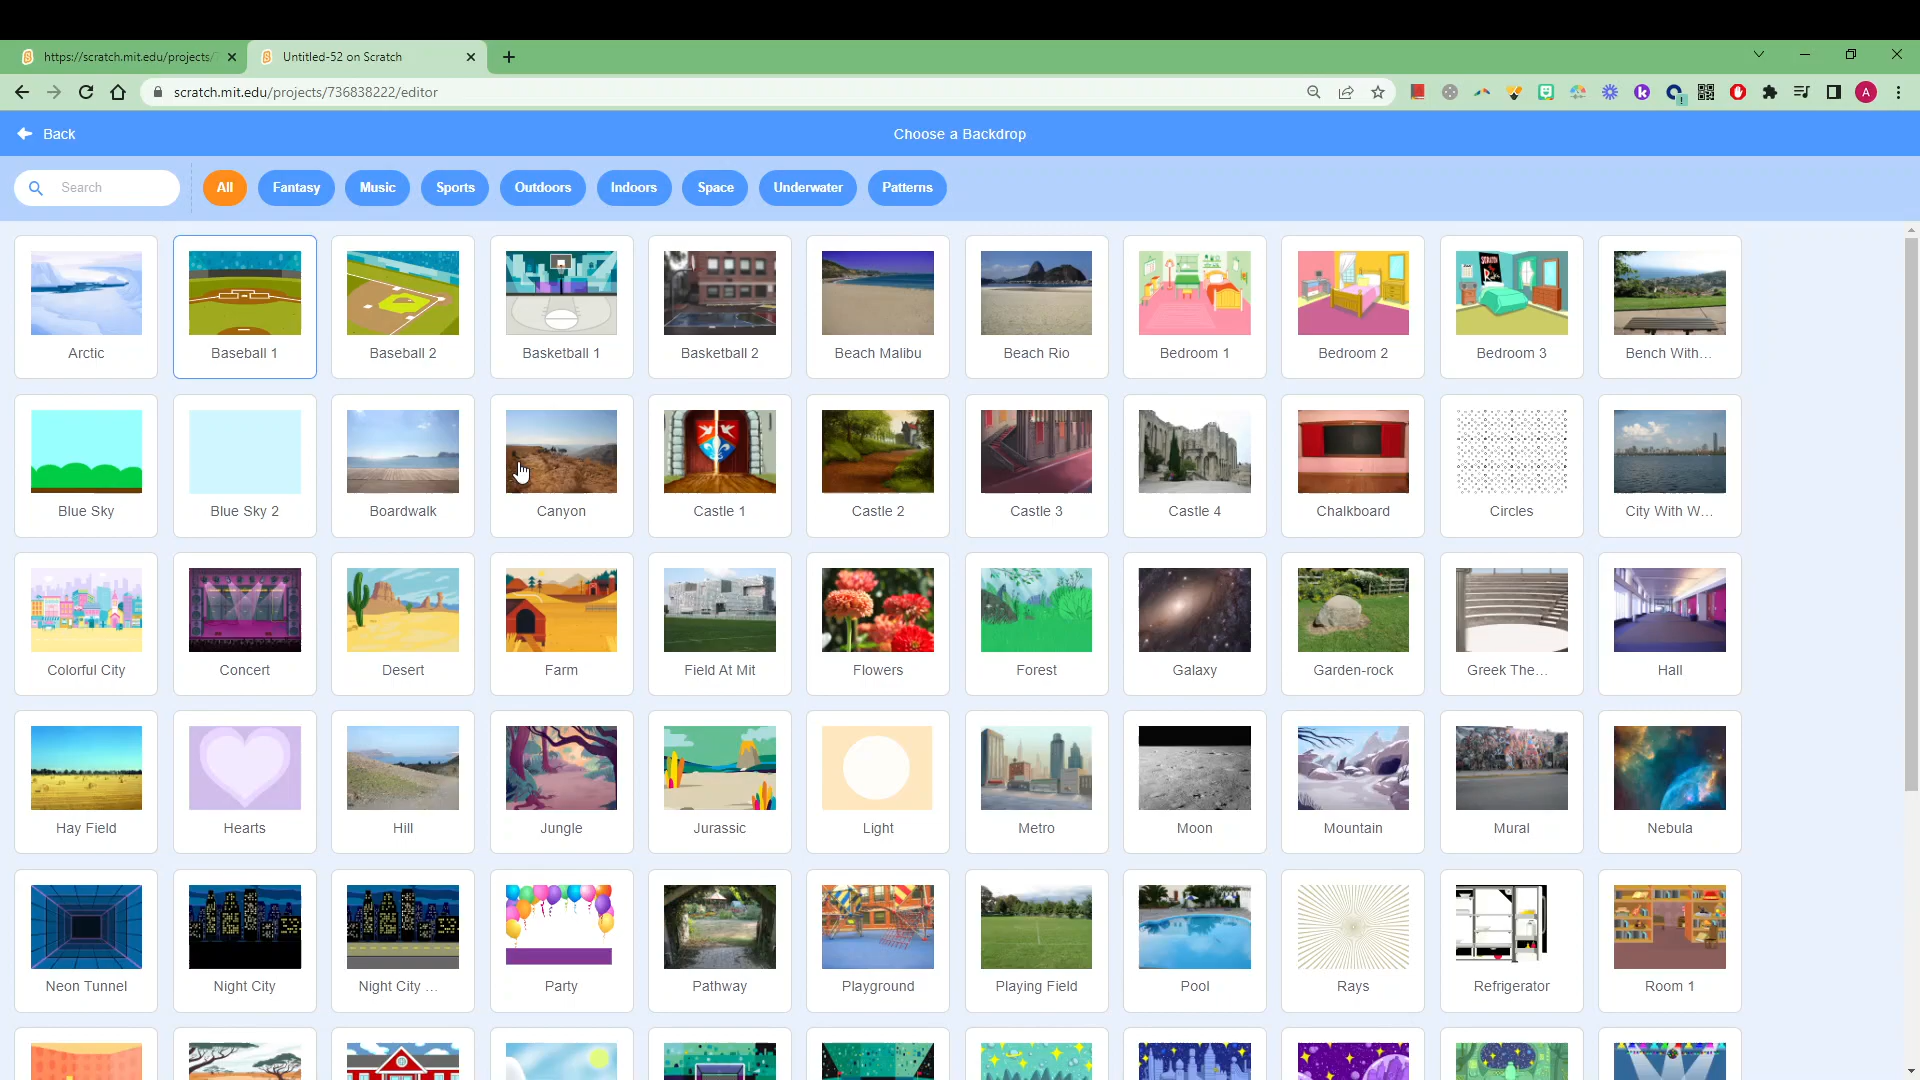 https://scratch.mit.edu/projects/
Untitled-52 on Scratch
scratch.mit.edu/projects/736838222/editor
A
Back
Choose a Backdrop
Search
All
Fantasy
Music
Sports
Outdoors
Indoors
Space
Underwater
Patterns
Arctic
Baseball 1
Baseball 2
Basketball 1
Basketball 2
Beach Malibu
Beach Rio
Bedroom 1
Bedroom 2
Bedroom 3
Bench With...
Blue Sky
Blue Sky 2
Boardwalk
Canyon
Castle 1
Castle 2
Castle 3
Castle 4
Chalkboard
Circles
City With W...
Colorful City
Concert
Desert
Farm
Field At Mit
Flowers
Forest
Galaxy
Garden-rock
Greek The...
Hall
Hay Field
Hearts
Hill
Jungle
Jurassic
Light
Metro
Moon
Mountain
Mural
Nebula
Neon Tunnel
Night City
Night City ...
Party
Pathway
Playground
Playing Field
Pool
Rays
Refrigerator
Room 1